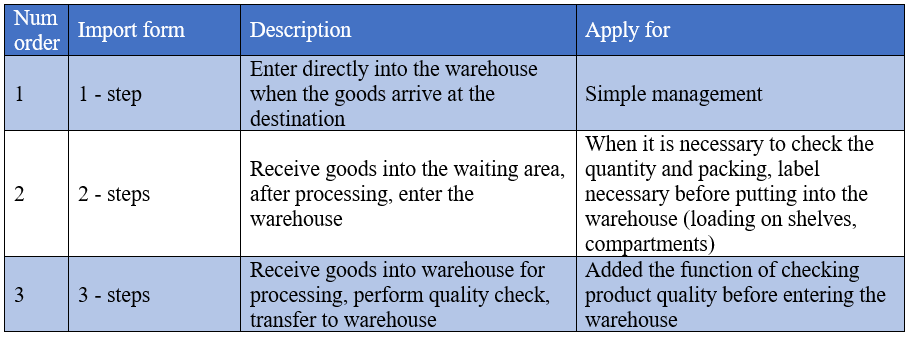 Num order
Import form
Description
Apply for
1
1 - step
Enter directly into the warehouse
when the goods arrive at the
destination
Simple management
2
2 - steps
Receive goods into the waiting area,
after processing, enter the
warehouse
When it is necessary to check the
quantity and packing, label
necessary before putting into the
warehouse (loading on shelves,
compartments)
3
3 - steps
Receive goods into warehouse for
processing, perform quality check,
transfer to warehouse
Added the function of checking
product quality before entering the
warehouse